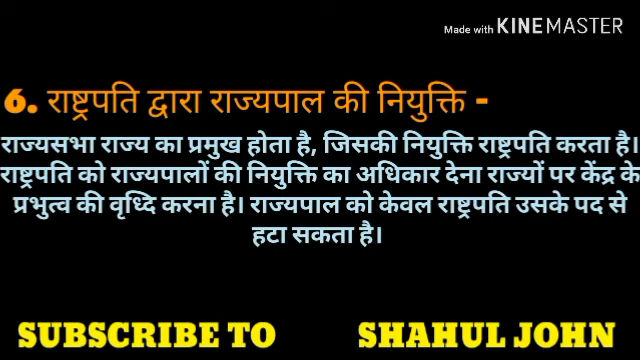 Made with KINEMASTER
6. राष्ट्रपति द्वारा राज्यपाल की नियुक्ति -
राज्यसभा राज्य का प्रमुख होता है, जिसकी नियुक्ति राष्ट्रपति करता है।
राष्ट्रपति को राज्यपालों की नियुक्ति का अधिकार देना राज्यों पर केंद्र के
प्रभुत्व की वृध्दि करना है। राज्यपाल को केवल राष्ट्रपति उसके पद से
हटा सकता है।
SUBSCRIBE TO SHAHUL JOHN